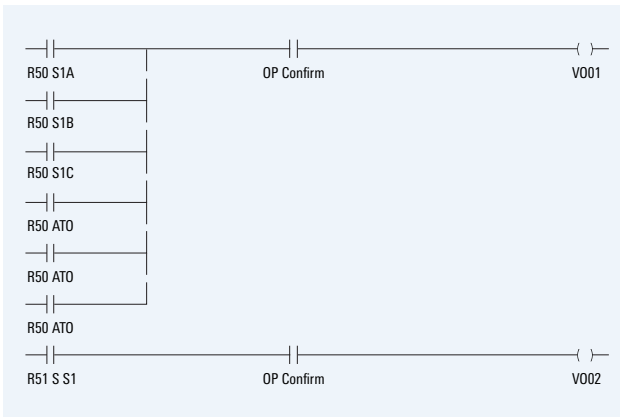 R50 S1A OP Confirm VO01
R50 S1B
R50 S1C
R50 ATO
R50 ATO
R50 ATO
R51 S S1 OP Confirm VO02